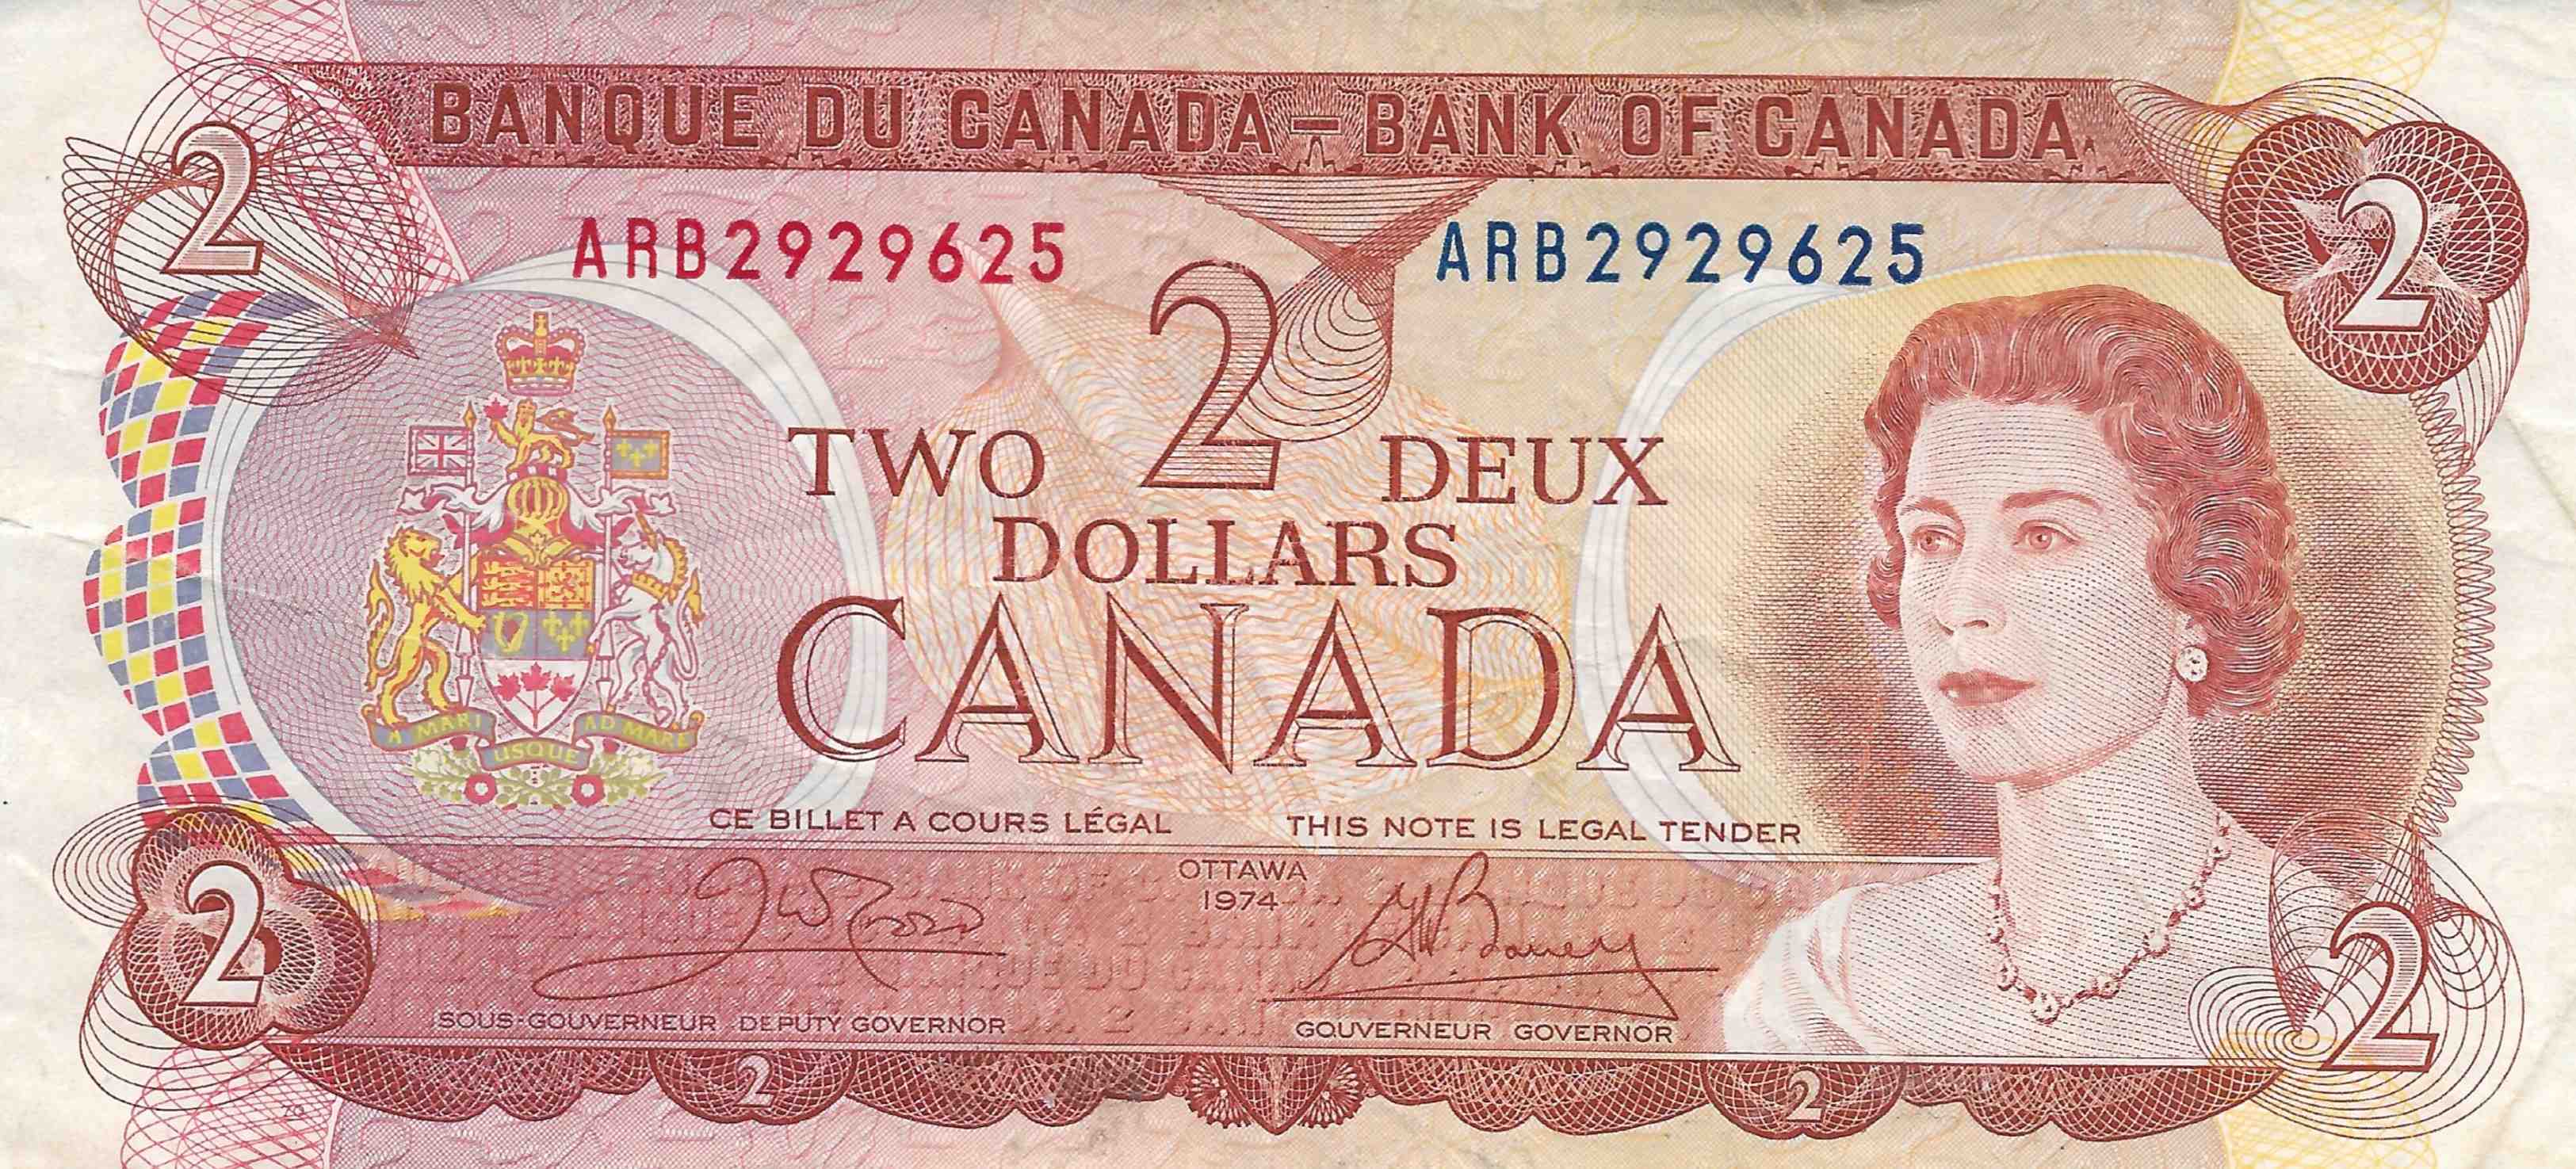 BANQUE DU CANADA – BANK OF CANADA
2
2
ARB2929625
ARB2929625
2
TWO
DEUX
DOLLARS
CANADA
A MARI USQUE AD MARE
CE BILLET A COURS LÉGAL
THIS NOTE IS LEGAL TENDER
OTTAWA
1974
2
2
SOUS-GOUVERNEUR DEPUTY GOVERNOR
GOUVERNEUR GOVERNOR
2
2